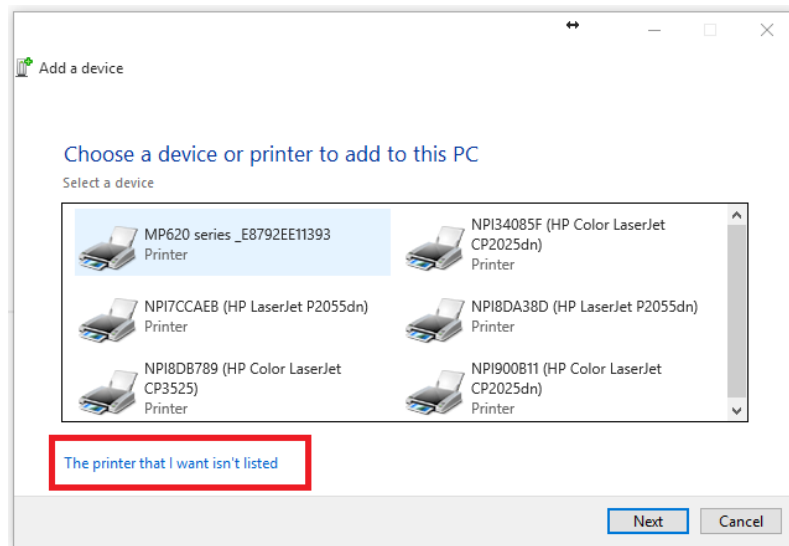 Add a device
Choose a device or printer to add to this PC
Select a device
MP620 series _E8792EE11393
Printer
NPI34085F (HP Color LaserJet
CP2025dn)
Printer
NPI7CCAEB (HP LaserJet P2055dn)
Printer
NPI8DA38D (HP LaserJet P2055dn)
Printer
NPI8DB789 (HP Color LaserJet
CP3525)
Printer
NPI900B11 (HP Color LaserJet
CP2025dn)
Printer
The printer that I want isn't listed
Next
Cancel